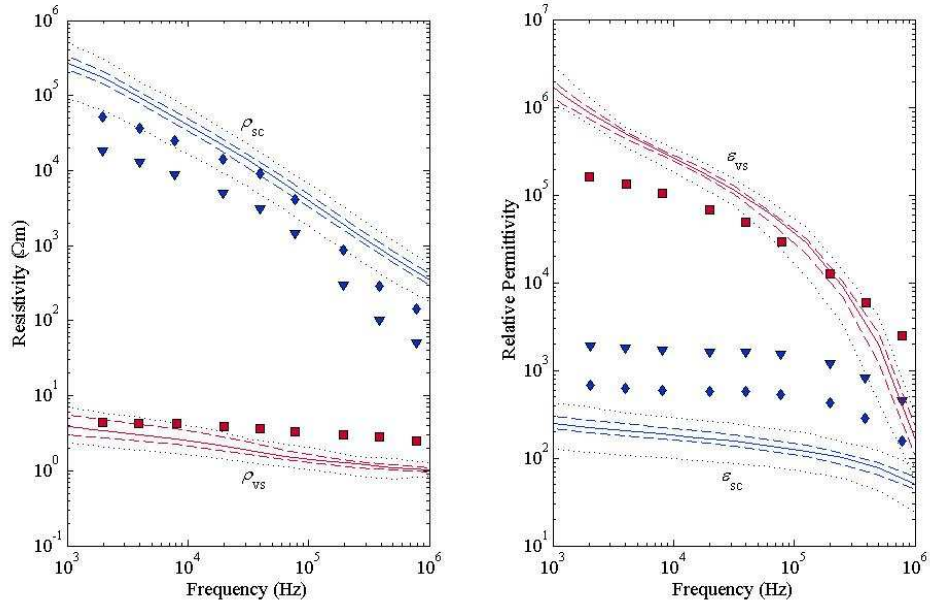 10^6
10^5
10^4
10^3
10^2
10^1
10^0
10^-1
Resistivity (Ωm)
ρsc
ρvs
10^3 10^4 10^5 10^6
Frequency (Hz)
10^7
10^6
10^5
10^4
10^3
10^2
10^1
Relative Permittivity
εvs
εsc
10^3 10^4 10^5 10^6
Frequency (Hz)